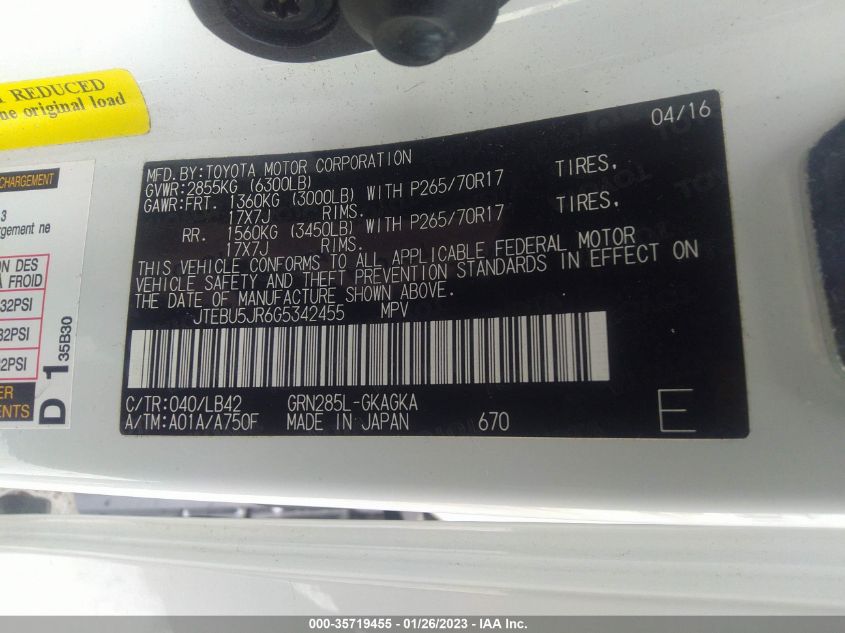 REDUCED
ne original load
CHARGEMENT
3
rgement ne
ON DES
À FROID
32PSI
32PSI
2PSI
ER
ENTS
D 1 35B30
04/16
MFD.BY:TOYOTA MOTOR CORPORATION
GVWR:2855KG (6300LB)
GAWR:FRT. 1360KG (3000LB) WITH P265/70R17 TIRES,
17X7J RIMS.
RR. 1560KG (3450LB) WITH P265/70R17 TIRES,
17X7J RIMS.
THIS VEHICLE CONFORMS TO ALL APPLICABLE FEDERAL MOTOR
VEHICLE SAFETY AND THEFT PREVENTION STANDARDS IN EFFECT ON
THE DATE OF MANUFACTURE SHOWN ABOVE.
JTEBU5JR6G5342455 MPV
C/TR:040/LB42 GRN285L-GKAGKA
A/TM:A01A/A750F MADE IN JAPAN 670 E
000-35719455 - 01/26/2023 - IAA Inc.